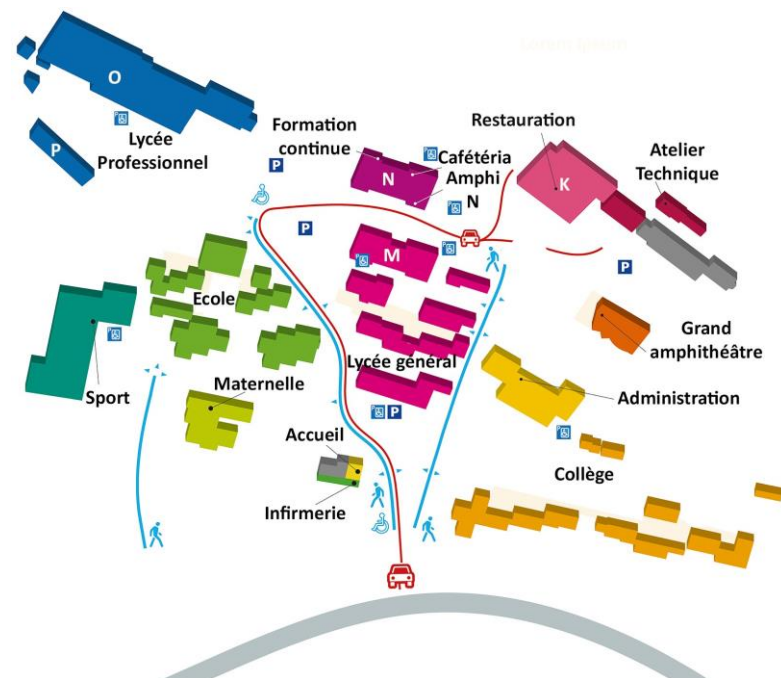 O
P
Lycée
Professionnel
P
Formation
continue
N
Cafétéria
Amphi
N
Restauration
K
Atelier
Technique
P
M
P
Ecole
Grand
amphithéâtre
Sport
Maternelle
Lycée général
P
Administration
Accueil
Infirmerie
Collège